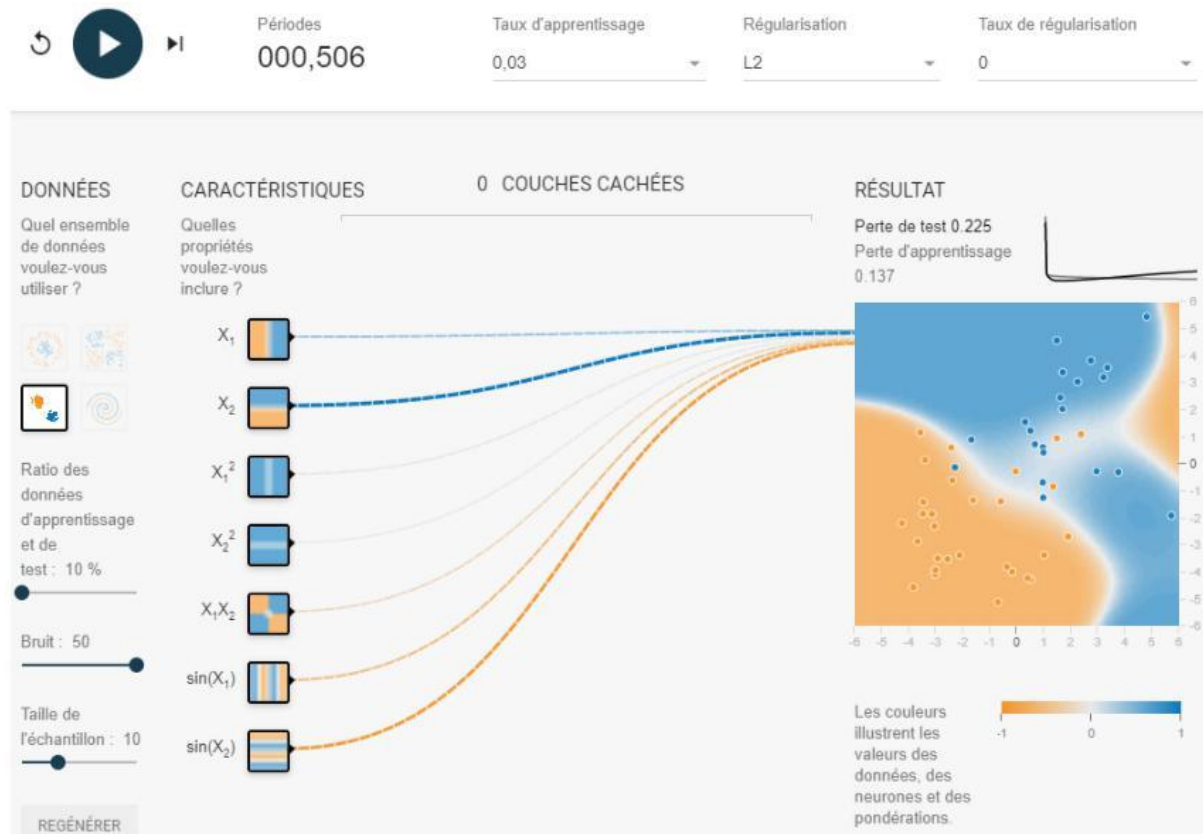 Périodes
000,506
Taux d'apprentissage
0,03
Régularisation
L2
Taux de régularisation
0
DONNÉES
Quel ensemble
de données
voulez-vous
utiliser ?
Ratio des
données
d'apprentissage
et de
test : 10 %
Bruit : 50
Taille de
l'échantillon : 10
REGÉNÉRER
CARACTÉRISTIQUES
Quelles
propriétés
voulez-vous
inclure ?
X₁
X₂
X₁²
X₂²
X₁X₂
sin(X₁)
sin(X₂)
0 COUCHES CACHÉES
RÉSULTAT
Perte de test 0.225
Perte d'apprentissage
0.137
6
5
4
3
2
1
0
-1
-2
-3
-4
-5
-6
-6 -5 -4 -3 -2 -1 0 1 2 3 4 5 6
Les couleurs
illustrent les
valeurs des
données, des
neurones et des
pondérations.
-1 0 1